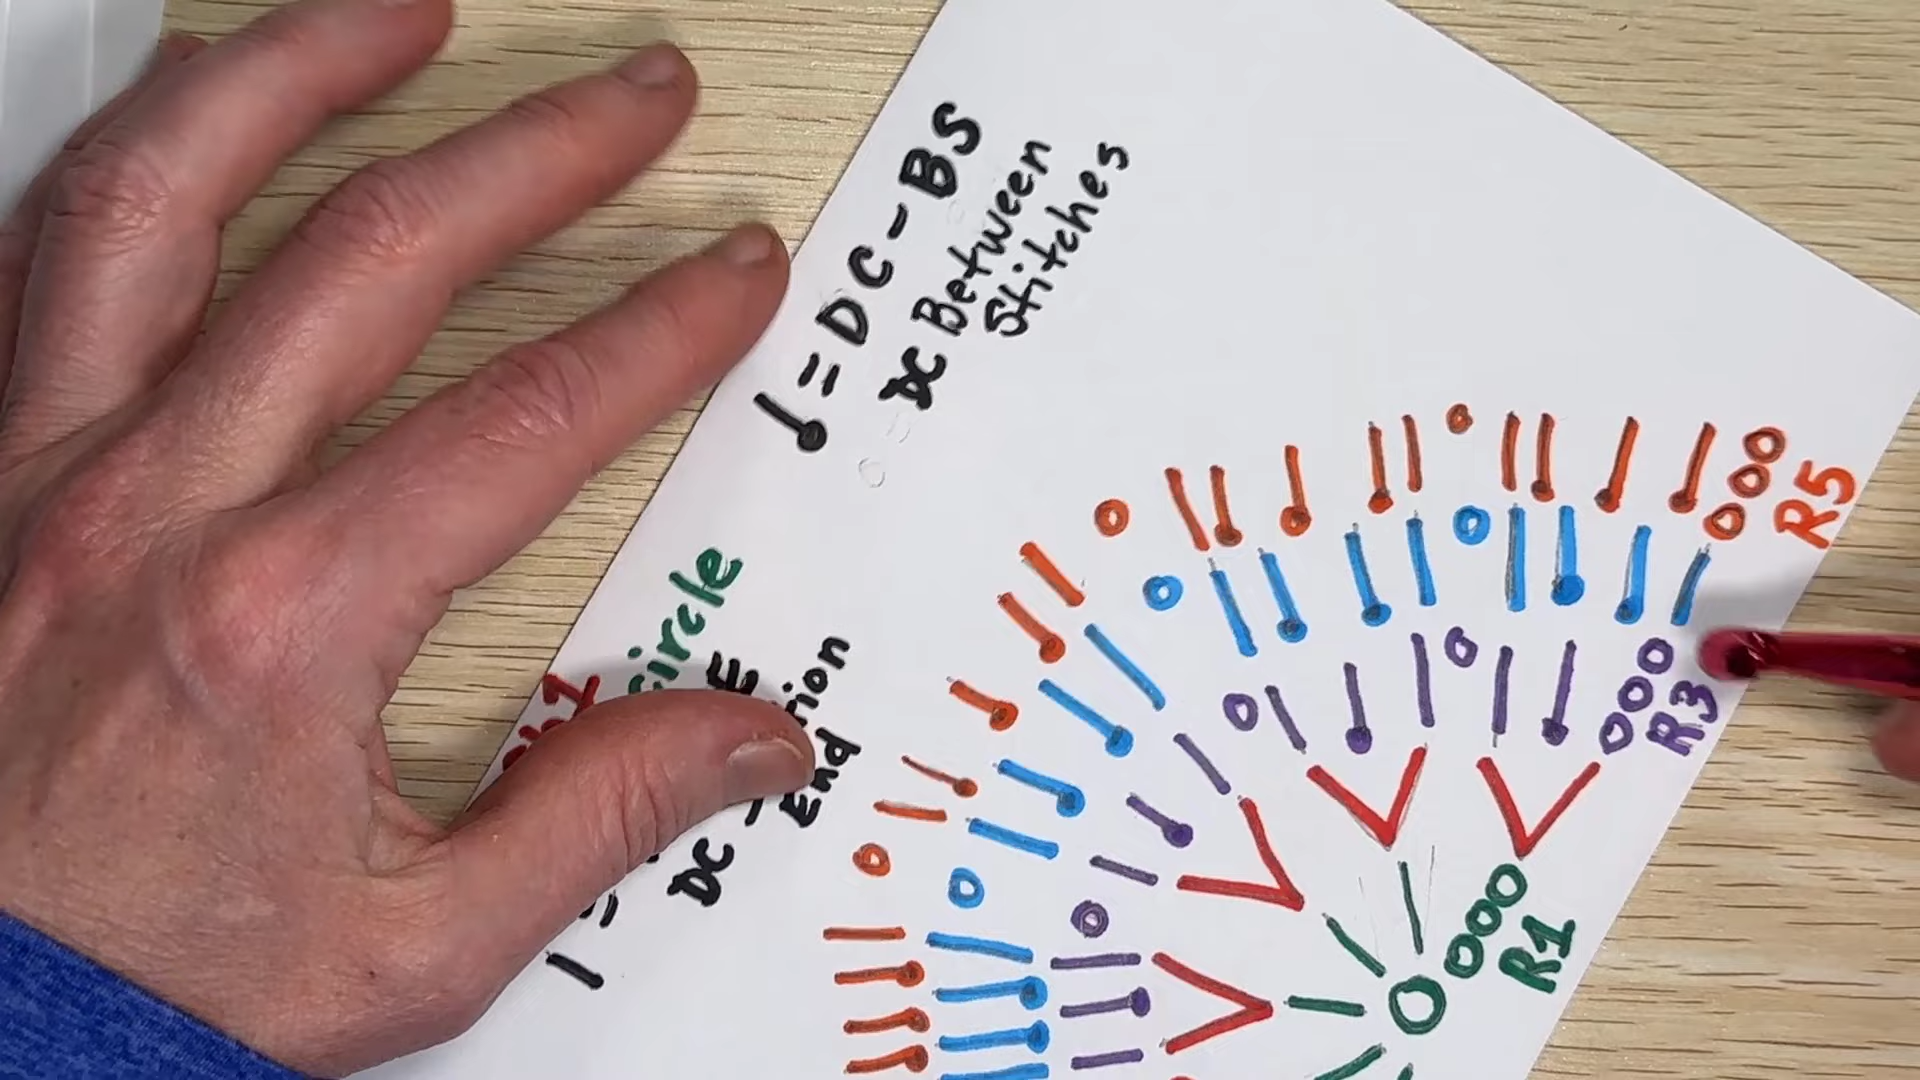 = DC-BS
DC Between
Stitches
Circle
DC
End
R5
R3
R1